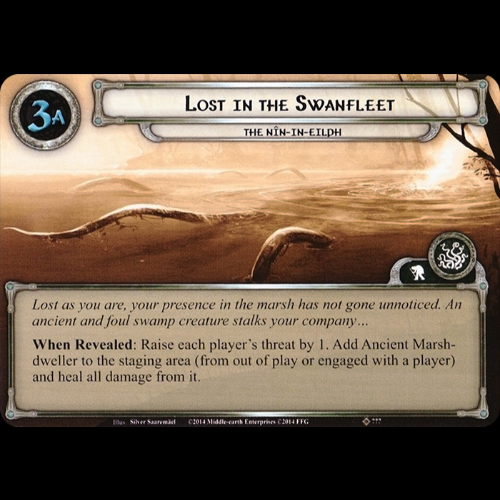 3A
LOST IN THE SWANFLEET
THE NÎN-IN-EILPH
Lost as you are, your presence in the marsh has not gone unnoticed. An
ancient and foul swamp creature stalks your company…
When Revealed: Raise each player's threat by 1. Add Ancient Marsh-
dweller to the staging area (from out of play or engaged with a player)
and heal all damage from it.
Illus. Silver Saaremäel ©2014 Middle-earth Enterprises ©2014 FFG